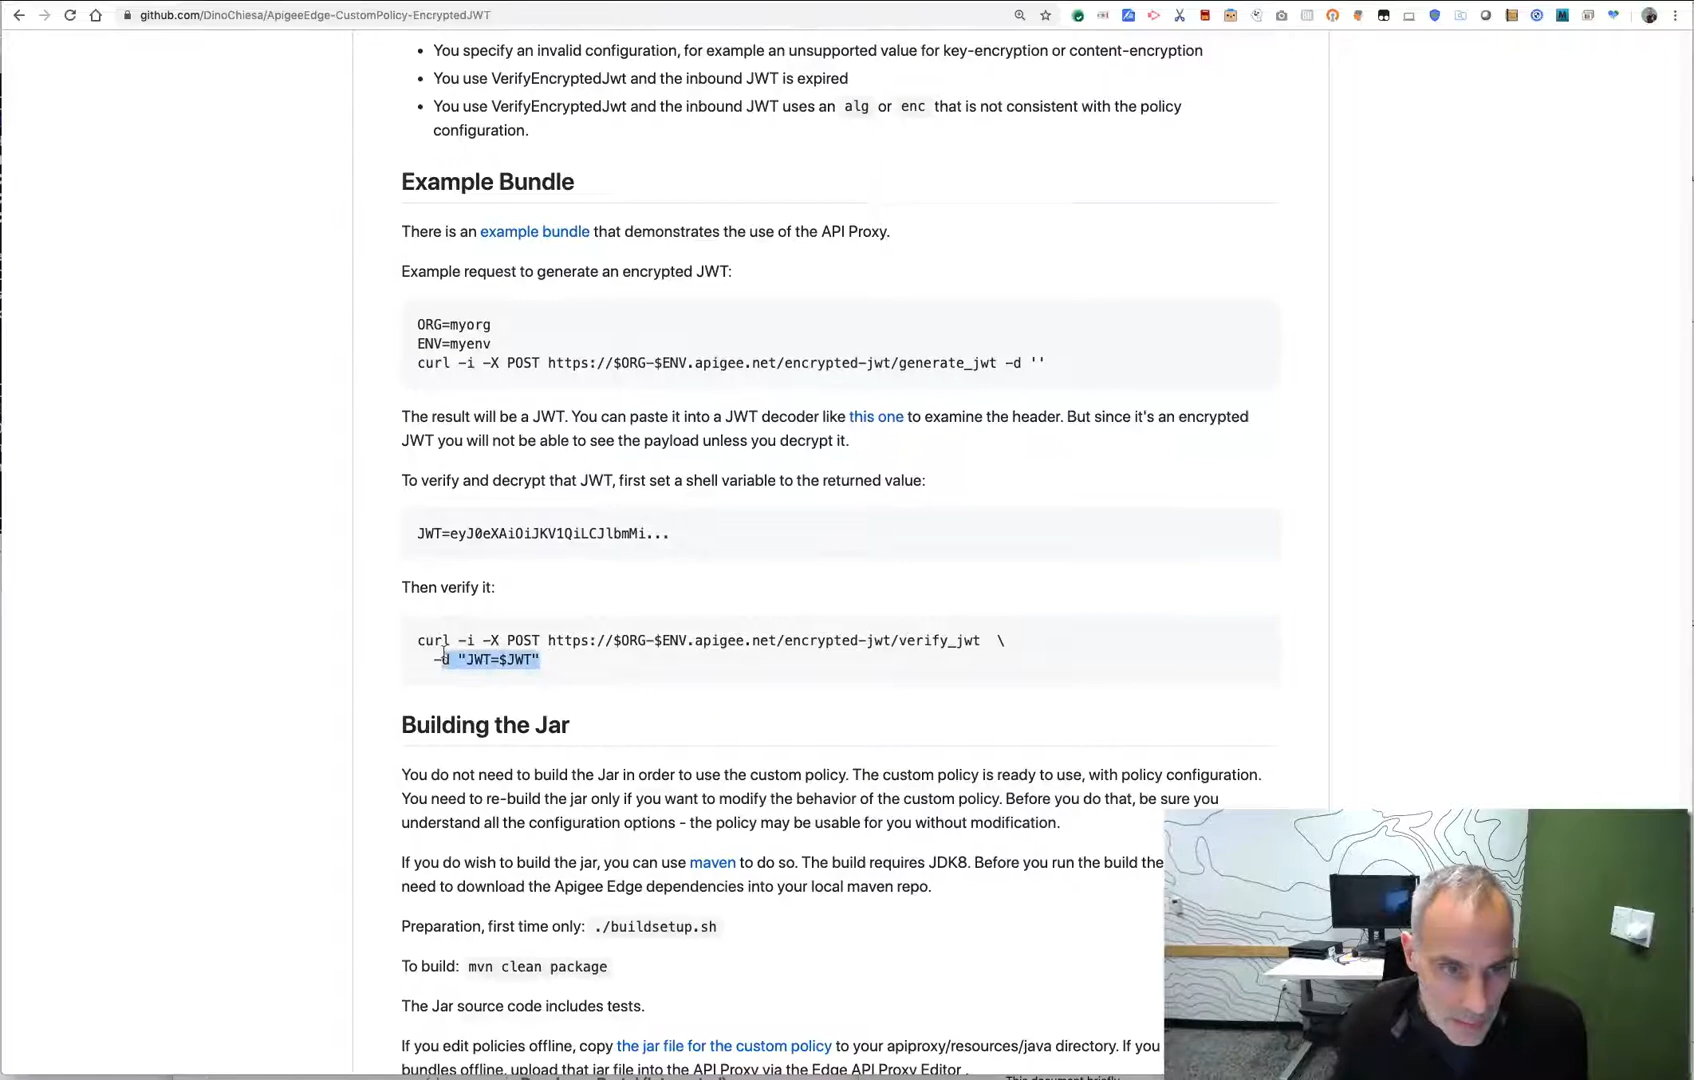 github.com/DinoChiesa/ApigeeEdge-CustomPolicy-EncryptedJWT
You specify an invalid configuration, for example an unsupported value for key-encryption or content-encryption
You use VerifyEncryptedJwt and the inbound JWT is expired
You use VerifyEncryptedJwt and the inbound JWT uses an alg or enc that is not consistent with the policy
configuration.
Example Bundle
There is an example bundle that demonstrates the use of the API Proxy.
Example request to generate an encrypted JWT:
ORG=myorg
ENV=myenv
curl -i -X POST https://$ORG-$ENV.apigee.net/encrypted-jwt/generate_jwt -d ''
The result will be a JWT. You can paste it into a JWT decoder like this one to examine the header. But since it's an encrypted
JWT you will not be able to see the payload unless you decrypt it.
To verify and decrypt that JWT, first set a shell variable to the returned value:
JWT=eyJ0eXAiOiJKV1QiLCJlbmMi...
Then verify it:
curl -i -X POST https://$ORG-$ENV.apigee.net/encrypted-jwt/verify_jwt \
-d "JWT=$JWT"
Building the Jar
You do not need to build the Jar in order to use the custom policy. The custom policy is ready to use, with policy configuration.
You need to re-build the jar only if you want to modify the behavior of the custom policy. Before you do that, be sure you
understand all the configuration options - the policy may be usable for you without modification.
If you do wish to build the jar, you can use maven to do so. The build requires JDK8. Before you run the build the
need to download the Apigee Edge dependencies into your local maven repo.
Preparation, first time only: ./buildsetup.sh
To build: mvn clean package
The Jar source code includes tests.
If you edit policies offline, copy the jar file for the custom policy to your apiproxy/resources/java directory. If you
bundles offline, upload that jar file into the API Proxy via the Edge API Proxy Editor .
This document briefly